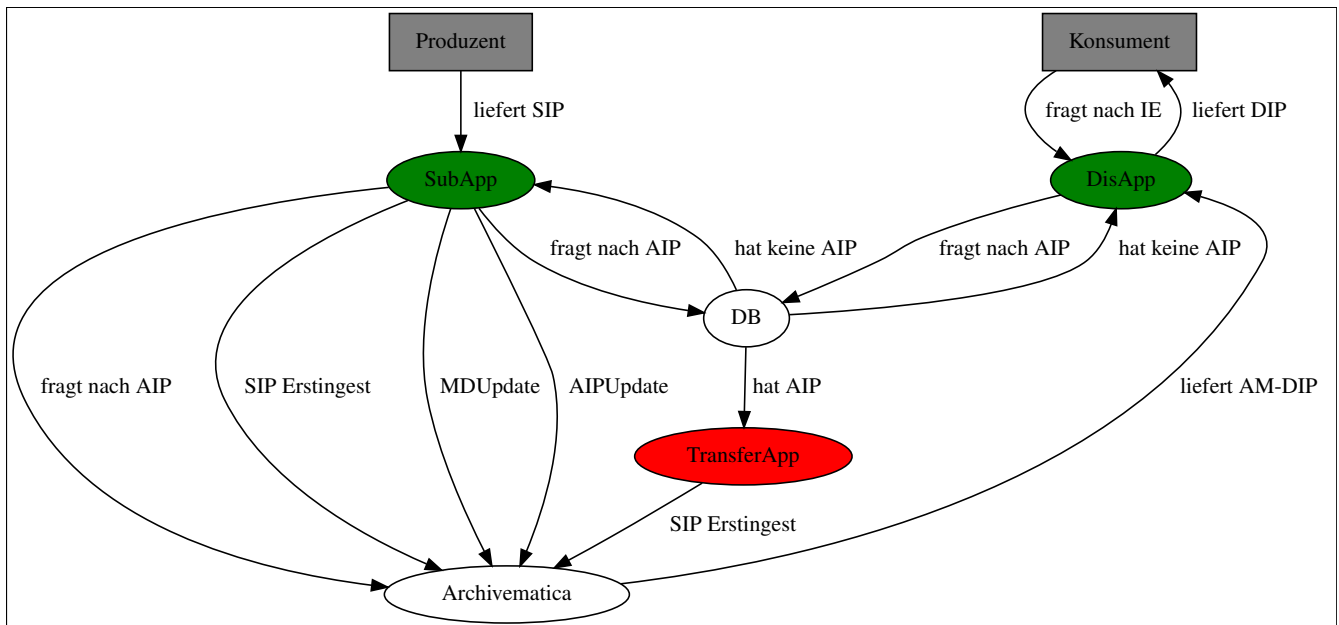 Produzent
Konsument
liefert SIP
fragt nach IE
liefert DIP
SubApp
DisApp
fragt nach AIP
hat keine AIP
fragt nach AIP
hat keine AIP
DB
fragt nach AIP
SIP Erstingest
MDUpdate
AIPUpdate
hat AIP
liefert AM-DIP
TransferApp
SIP Erstingest
Archivematica